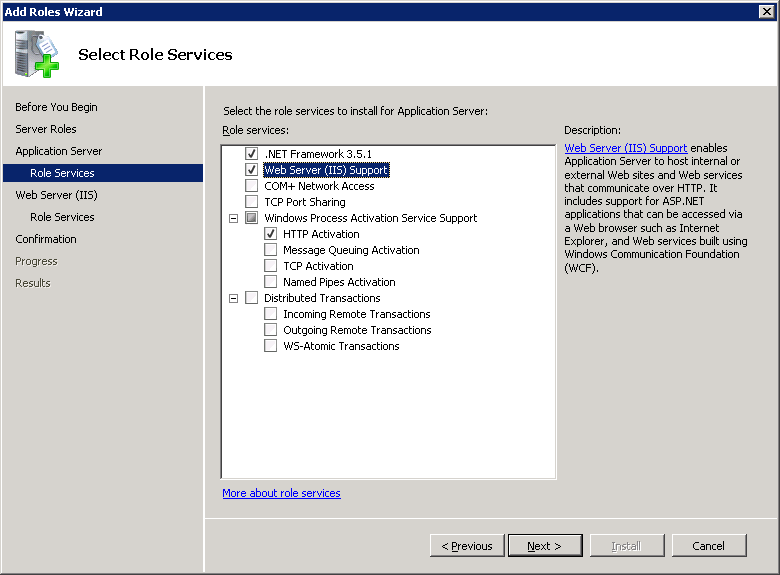 Add Roles Wizard
Select Role Services
Before You Begin
Server Roles
Application Server
Role Services
Web Server (IIS)
Role Services
Confirmation
Progress
Results
Select the role services to install for Application Server:
Role services:
.NET Framework 3.5.1
Web Server (IIS) Support
COM+ Network Access
TCP Port Sharing
Windows Process Activation Service Support
HTTP Activation
Message Queuing Activation
TCP Activation
Named Pipes Activation
Distributed Transactions
Incoming Remote Transactions
Outgoing Remote Transactions
WS-Atomic Transactions
More about role services
Description:
Web Server (IIS) Support enables
Application Server to host internal or
external Web sites and Web services
that communicate over HTTP. It
includes support for ASP.NET
applications that can be accessed via
a Web browser such as Internet
Explorer, and Web services built using
Windows Communication Foundation
(WCF).
< Previous
Next >
Install
Cancel